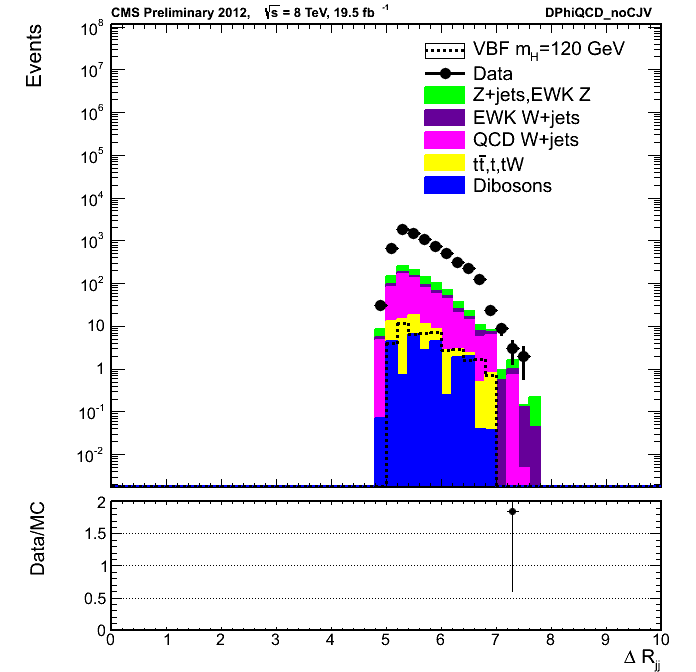 CMS Preliminary 2012, √s = 8 TeV, 19.5 fb⁻¹ DPhiQCD_noCJV
Events
10⁸
10⁷
10⁶
10⁵
10⁴
10³
10²
10
1
10⁻¹
10⁻²
VBF m_H=120 GeV
Data
Z+jets,EWK Z
EWK W+jets
QCD W+jets
tt̄,t,tW
Dibosons
Data/MC
2
1.5
1
0.5
0
0 1 2 3 4 5 6 7 8 9 10
Δ R_jj